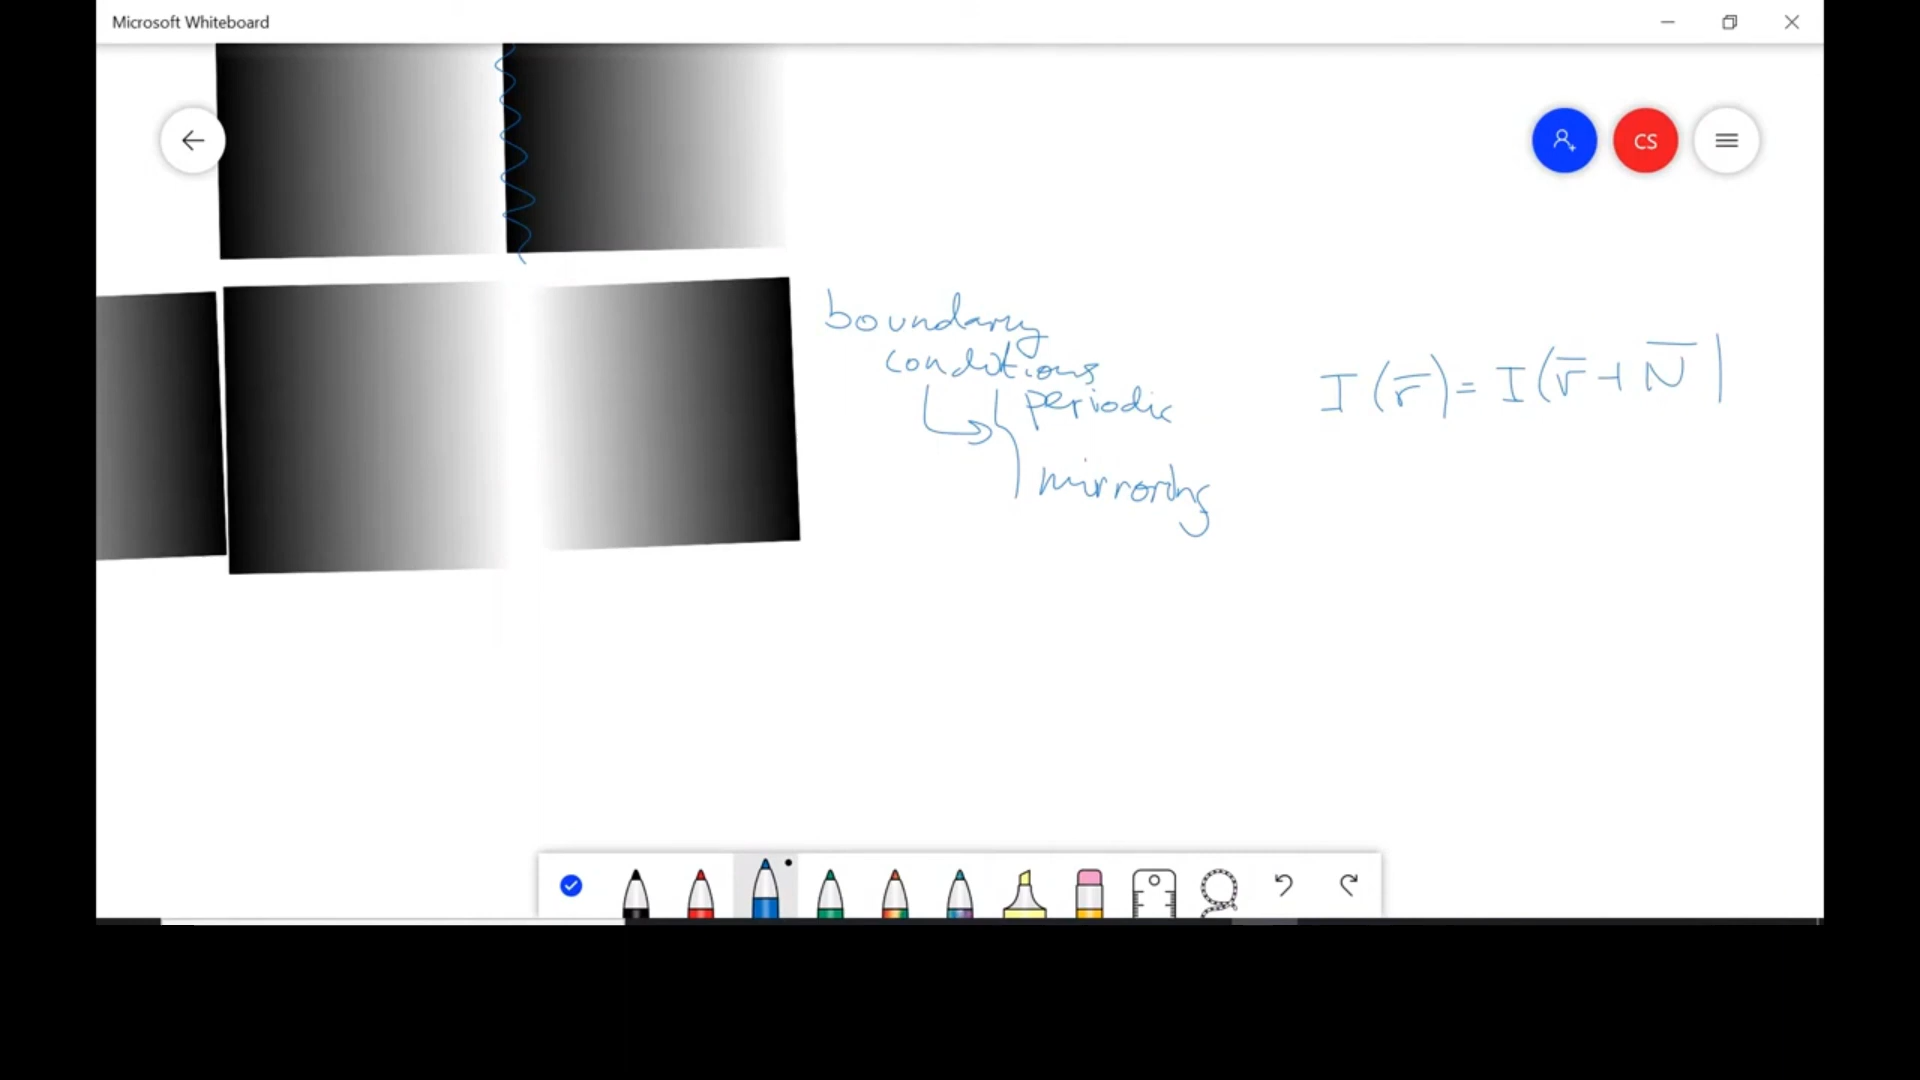 Microsoft Whiteboard
CS
boundary
conditions
periodic
mirroring
I(r̅) = I(r̅ + N̅)